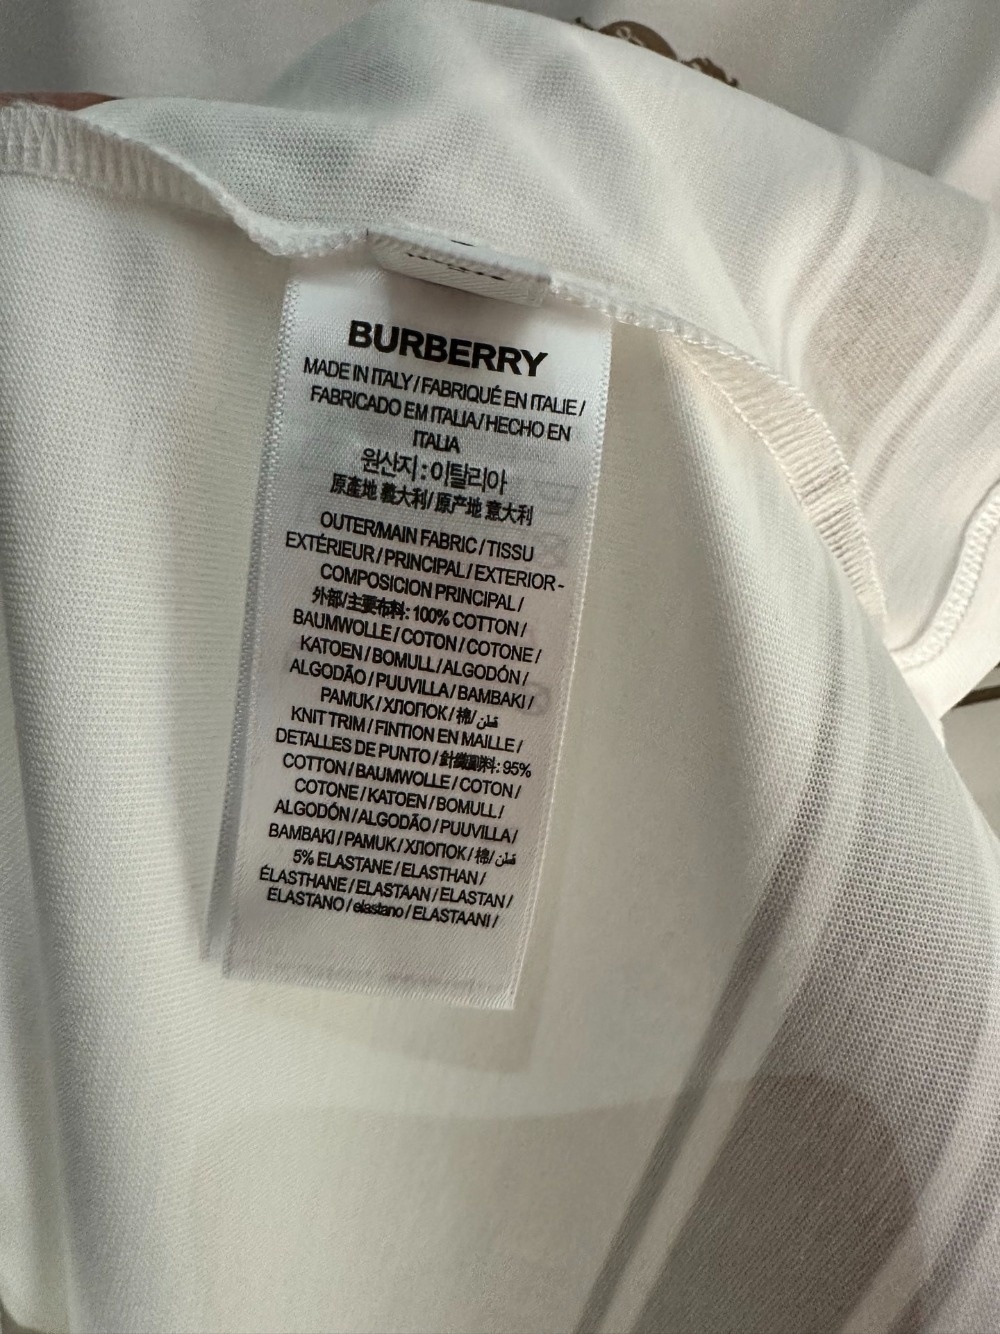 BURBERRY
MADE IN ITALY / FABRIQUÉ EN ITALIE /
FABRICADO EM ITALIA / HECHO EN
ITALIA
원산지 : 이탈리아
原產地 義大利 / 原产地 意大利
OUTER/MAIN FABRIC / TISSU
EXTÉRIEUR / PRINCIPAL / EXTERIOR -
COMPOSICION PRINCIPAL /
外部/主要布料: 100% COTTON /
BAUMWOLLE / COTON / COTONE /
KATOEN / BOMULL / ALGODÓN /
ALGODÃO / PUUVILLA / BAMBAKI /
PAMUK / ХЛОПОК / 棉/ قطن
KNIT TRIM / FINTION EN MAILLE /
DETALLES DE PUNTO / 針織副料: 95%
COTTON / BAUMWOLLE / COTON /
COTONE / KATOEN / BOMULL /
ALGODÓN / ALGODÃO / PUUVILLA /
BAMBAKI / PAMUK / ХЛОПОК / 棉/ قطن
5% ELASTANE / ELASTHAN /
ÉLASTHANE / ELASTAAN / ELASTAN /
ELASTANO / elastano / ELASTAANI /